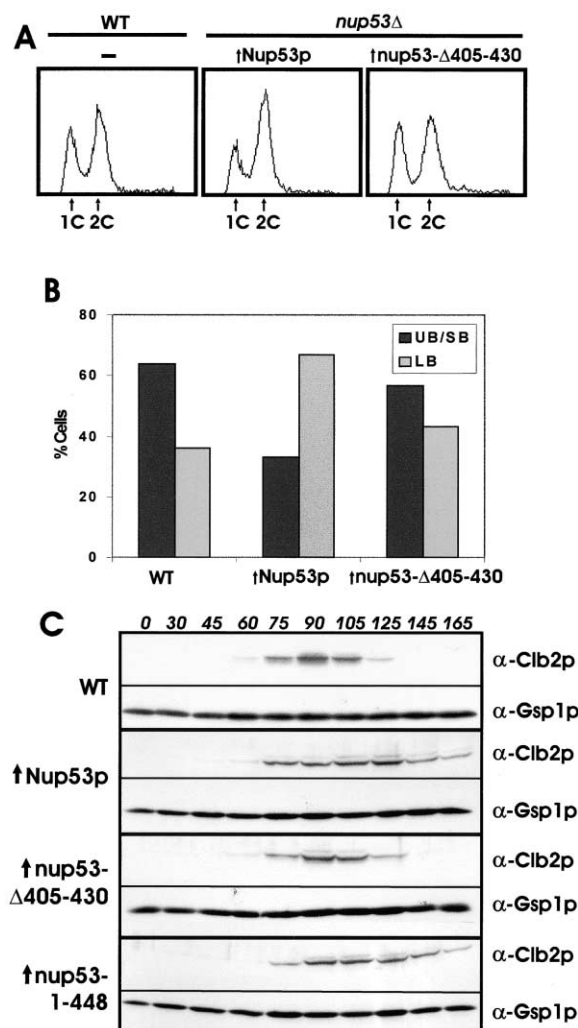 A
WT
nup53Δ
–
↑Nup53p
↑nup53-Δ405-430
1C 2C
1C 2C
1C 2C
B
80
60
40
20
0
%Cells
UB/SB
LB
WT
↑Nup53p
↑nup53-Δ405-430
C
0 30 45 60 75 90 105 125 145 165
WT
α-Clb2p
α-Gsp1p
↑Nup53p
α-Clb2p
α-Gsp1p
↑nup53-
Δ405-430
α-Clb2p
α-Gsp1p
↑nup53-
1-448
α-Clb2p
α-Gsp1p